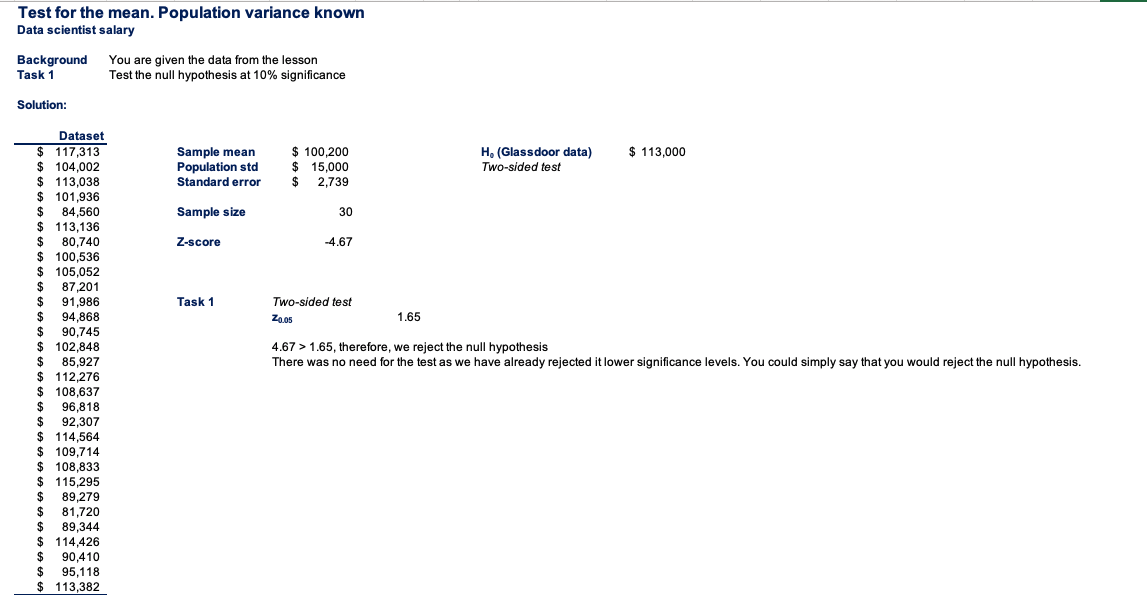 Test for the mean. Population variance known
Data scientist salary
Background You are given the data from the lesson
Task 1 Test the null hypothesis at 10% significance
Solution:
Dataset
$ 117,313 Sample mean $ 100,200 H₀ (Glassdoor data) $ 113,000
$ 104,002 Population std $ 15,000 Two-sided test
$ 113,038 Standard error $ 2,739
$ 101,936
$ 84,560 Sample size 30
$ 113,136
$ 80,740 Z-score -4.67
$ 100,536
$ 105,052
$ 87,201
$ 91,986 Task 1 Two-sided test
$ 94,868 z0.05 1.65
$ 90,745
$ 102,848 4.67 > 1.65, therefore, we reject the null hypothesis
$ 85,927 There was no need for the test as we have already rejected it lower significance levels. You could simply say that you would reject the null hypothesis.
$ 112,276
$ 108,637
$ 96,818
$ 92,307
$ 114,564
$ 109,714
$ 108,833
$ 115,295
$ 89,279
$ 81,720
$ 89,344
$ 114,426
$ 90,410
$ 95,118
$ 113,382